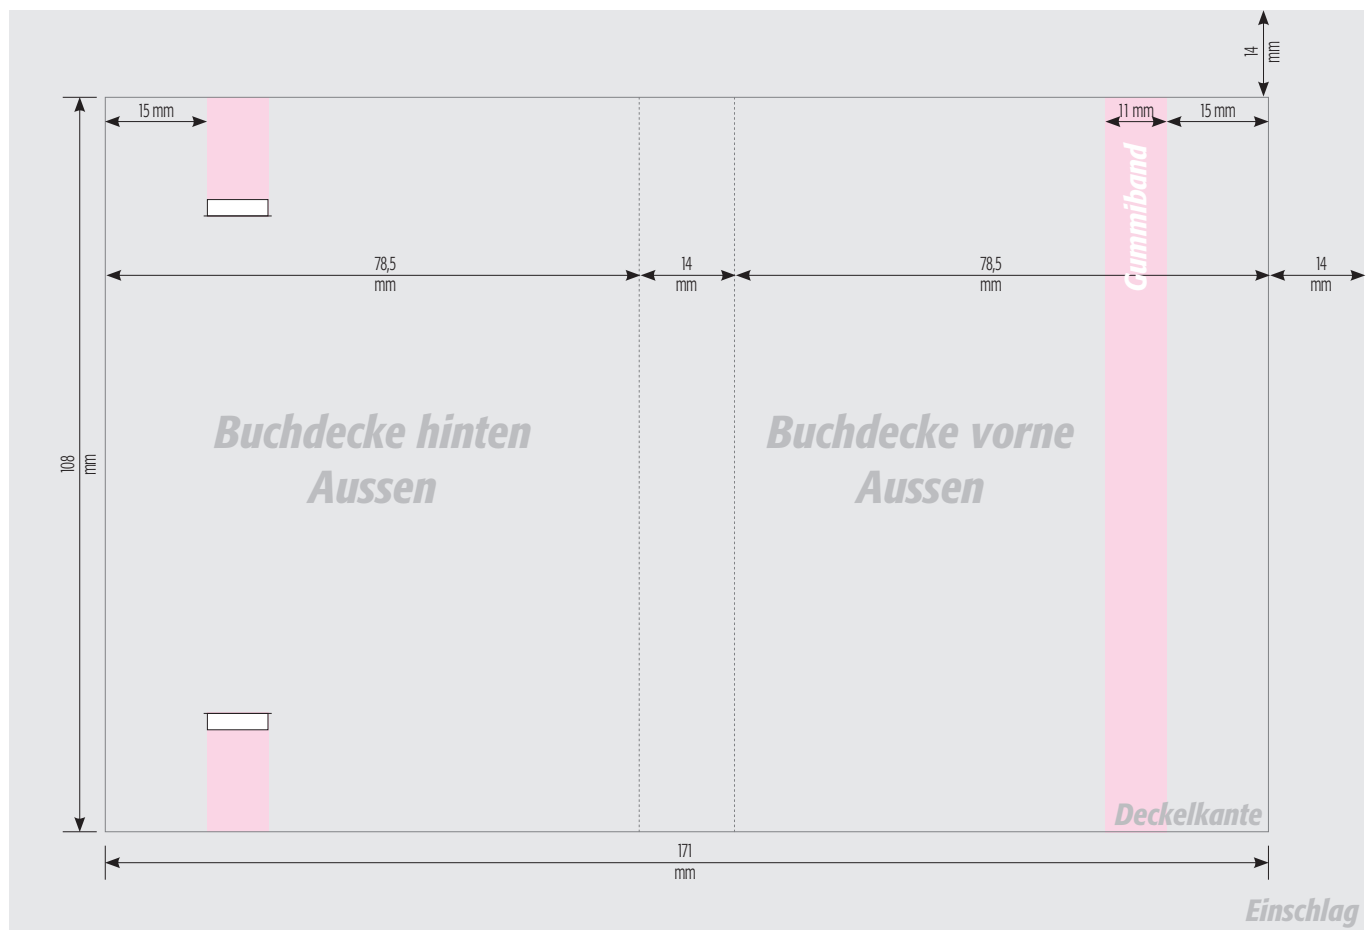 14
mm
15 mm
11 mm
15 mm
Gummiband
78,5
mm
14
mm
78,5
mm
14
mm
Buchdecke hinten
Aussen
Buchdecke vorne
Aussen
108
mm
Deckelkante
171
mm
Einschlag